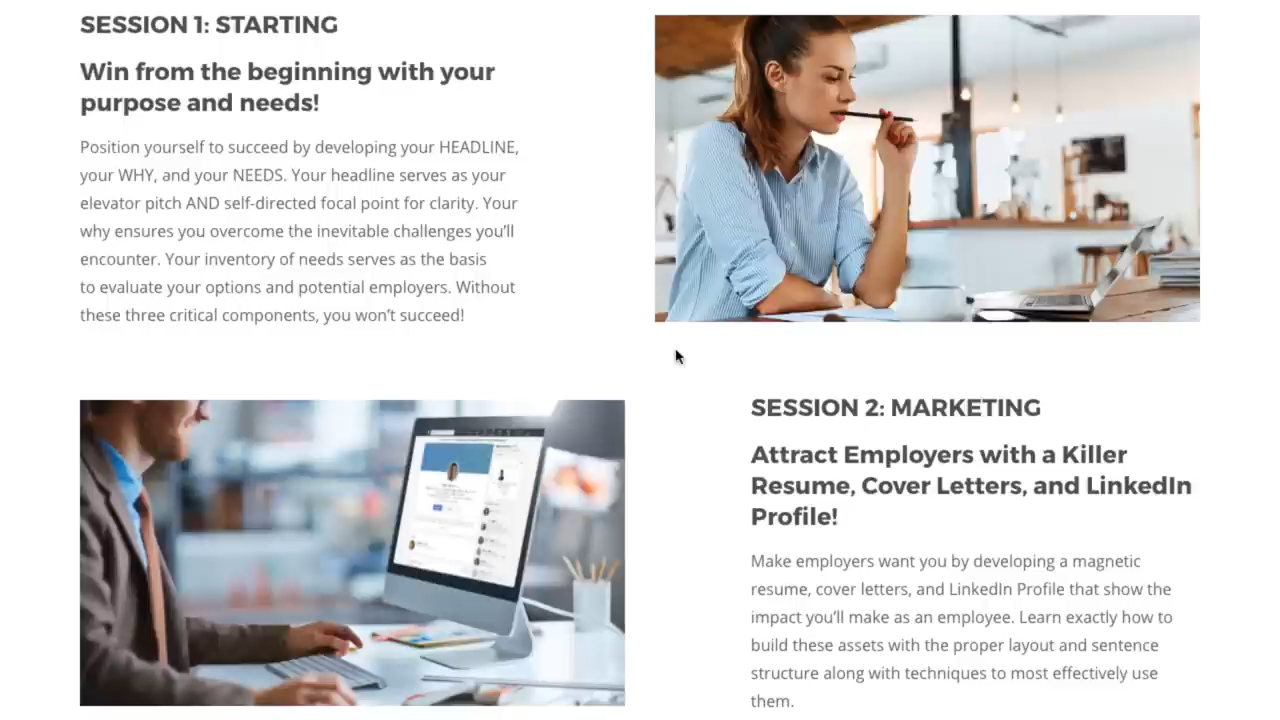 SESSION 1: STARTING
Win from the beginning with your
purpose and needs!
Position yourself to succeed by developing your HEADLINE,
your WHY, and your NEEDS. Your headline serves as your
elevator pitch AND self-directed focal point for clarity. Your
why ensures you overcome the inevitable challenges you’ll
encounter. Your inventory of needs serves as the basis
to evaluate your options and potential employers. Without
these three critical components, you won’t succeed!
SESSION 2: MARKETING
Attract Employers with a Killer
Resume, Cover Letters, and LinkedIn
Profile!
Make employers want you by developing a magnetic
resume, cover letters, and LinkedIn Profile that show the
impact you’ll make as an employee. Learn exactly how to
build these assets with the proper layout and sentence
structure along with techniques to most effectively use
them.